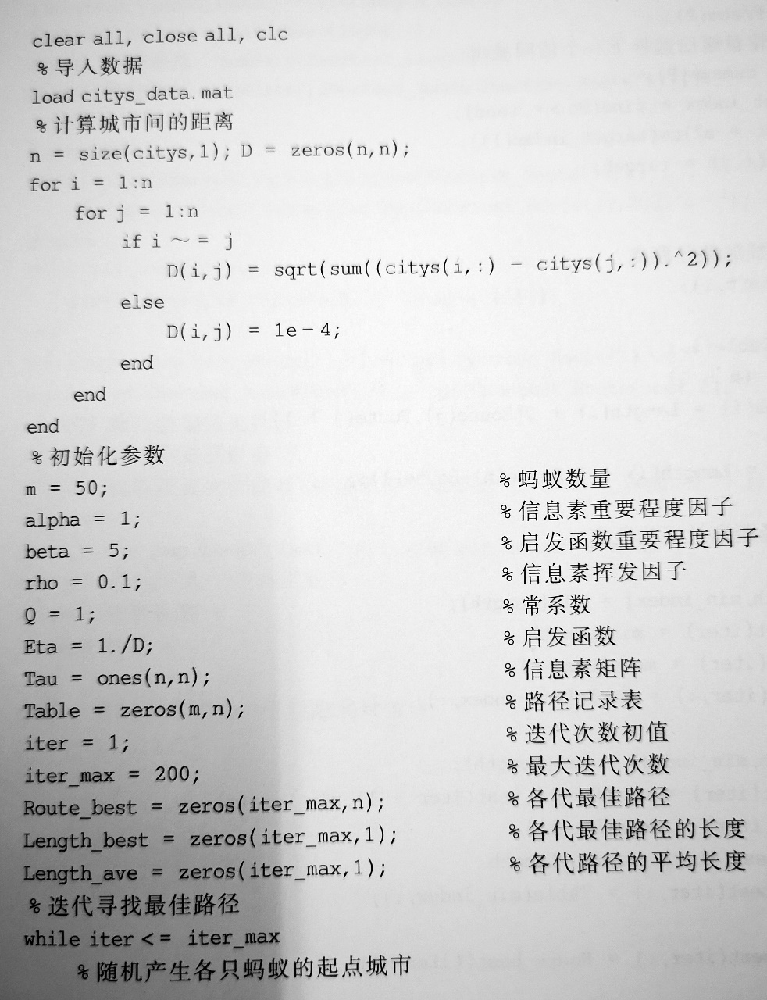 clear all, close all, clc
% 导入数据
load citys_data.mat
% 计算城市间的距离
n = size(citys,1); D = zeros(n,n);
for i = 1:n
for j = 1:n
if i ～= j
D(i,j) = sqrt(sum((citys(i,:) - citys(j,:)).^2));
else
D(i,j) = 1e-4;
end
end
end
% 初始化参数
m = 50; % 蚂蚁数量
alpha = 1; % 信息素重要程度因子
beta = 5; % 启发函数重要程度因子
rho = 0.1; % 信息素挥发因子
Q = 1; % 常系数
Eta = 1./D; % 启发函数
Tau = ones(n,n); % 信息素矩阵
Table = zeros(m,n); % 路径记录表
iter = 1; % 迭代次数初值
iter_max = 200; % 最大迭代次数
Route_best = zeros(iter_max,n); % 各代最佳路径
Length_best = zeros(iter_max,1); % 各代最佳路径的长度
Length_ave = zeros(iter_max,1); % 各代路径的平均长度
% 迭代寻找最佳路径
while iter <= iter_max
% 随机产生各只蚂蚁的起点城市